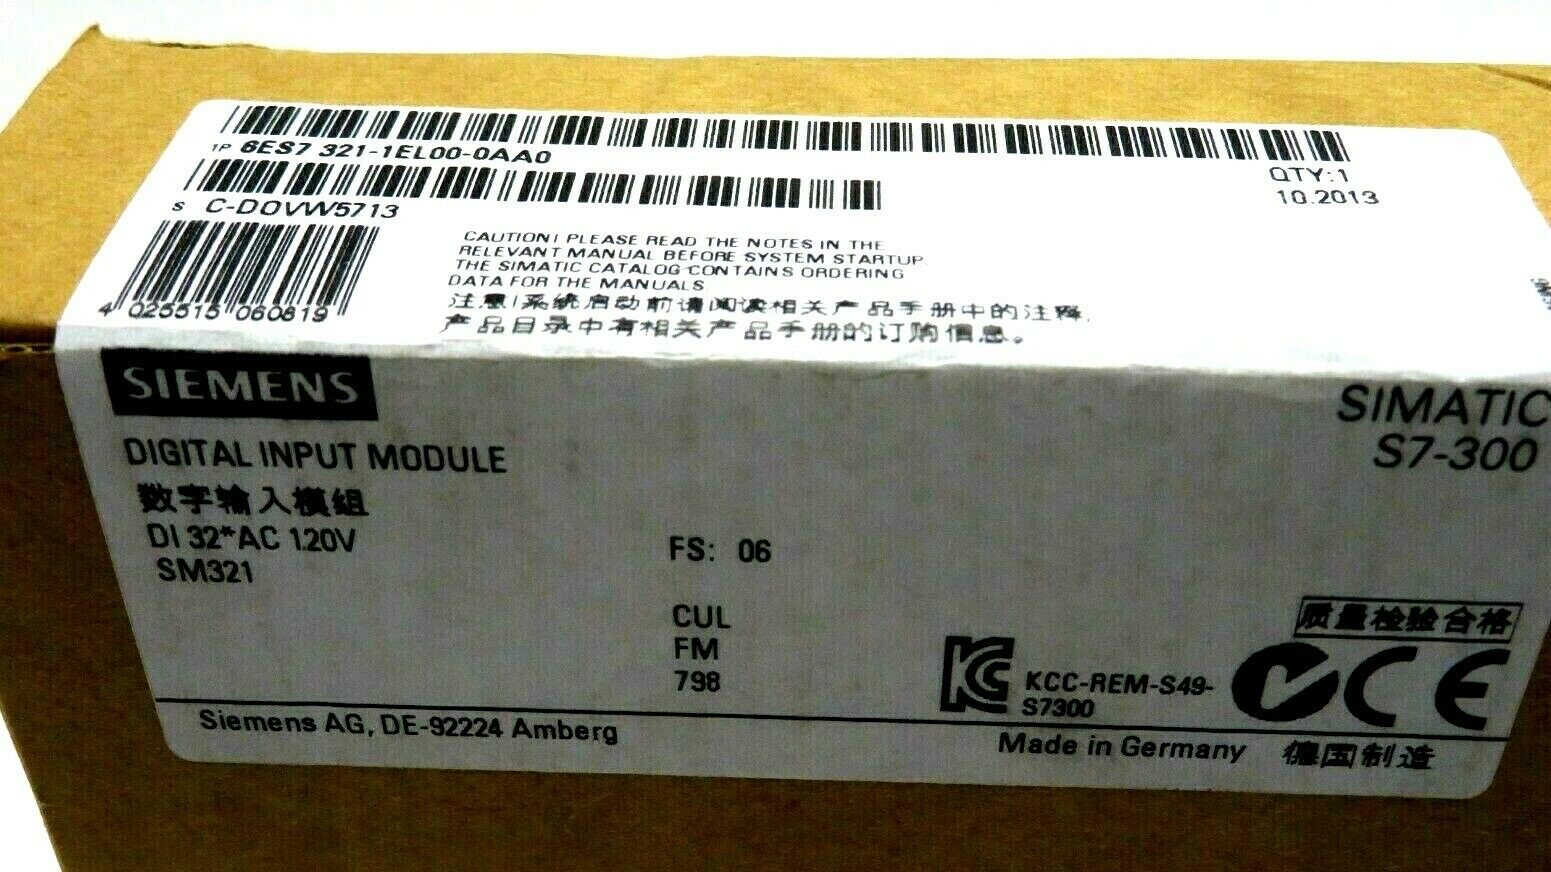 1P 6ES7 321-1EL00-0AA0
QTY:1
10.2013
S C-DOVW5713
4 025515 060819
CAUTION! PLEASE READ THE NOTES IN THE
RELEVANT MANUAL BEFORE SYSTEM STARTUP
THE SIMATIC CATALOG CONTAINS ORDERING
DATA FOR THE MANUALS
注意!系统启动前请阅读相关产品手册中的注释,
产品目录中有相关产品手册的订购信息。
SIEMENS
SIMATIC
S7-300
DIGITAL INPUT MODULE
数字输入模组
DI 32*AC 120V
SM321
FS: 06
CUL
FM
798
质量检验合格
KCC-REM-S49-
S7300
CE
Siemens AG, DE-92224 Amberg
Made in Germany 德国制造